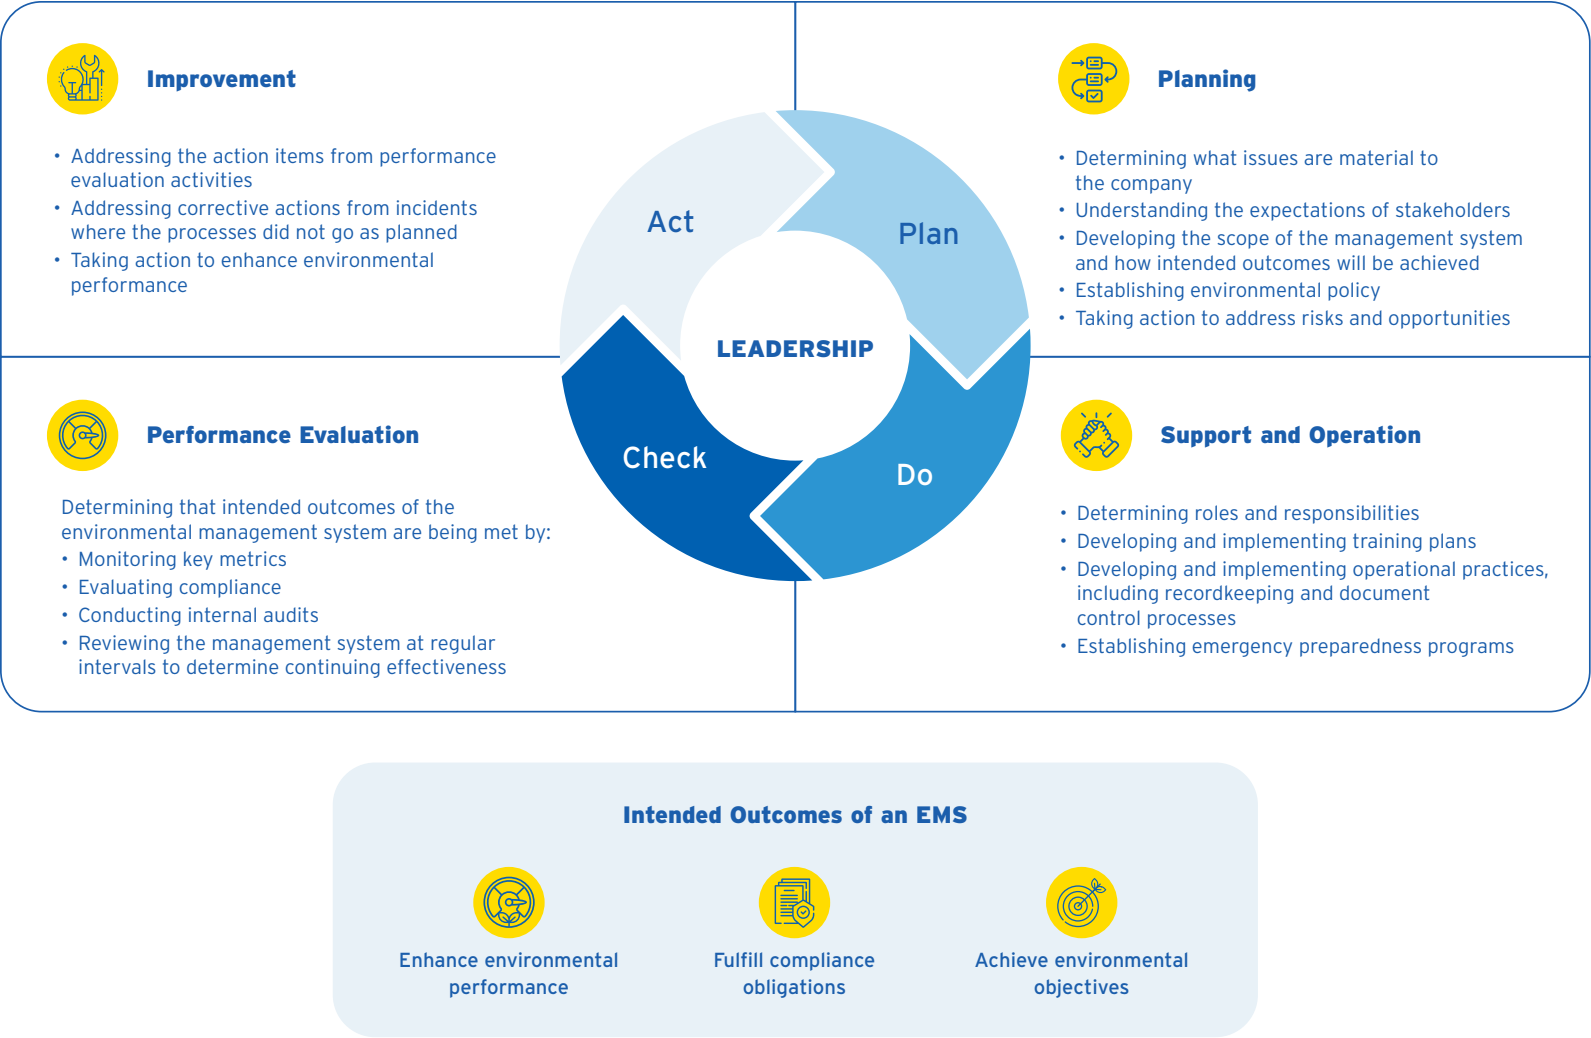 Improvement
• Addressing the action items from performance
evaluation activities
• Addressing corrective actions from incidents
where the processes did not go as planned
• Taking action to enhance environmental
performance
Planning
• Determining what issues are material to
the company
• Understanding the expectations of stakeholders
• Developing the scope of the management system
and how intended outcomes will be achieved
• Establishing environmental policy
• Taking action to address risks and opportunities
Act
Plan
LEADERSHIP
Check
Do
Performance Evaluation
Determining that intended outcomes of the
environmental management system are being met by:
• Monitoring key metrics
• Evaluating compliance
• Conducting internal audits
• Reviewing the management system at regular
intervals to determine continuing effectiveness
Support and Operation
• Determining roles and responsibilities
• Developing and implementing training plans
• Developing and implementing operational practices,
including recordkeeping and document
control processes
• Establishing emergency preparedness programs
Intended Outcomes of an EMS
Enhance environmental
performance
Fulfill compliance
obligations
Achieve environmental
objectives